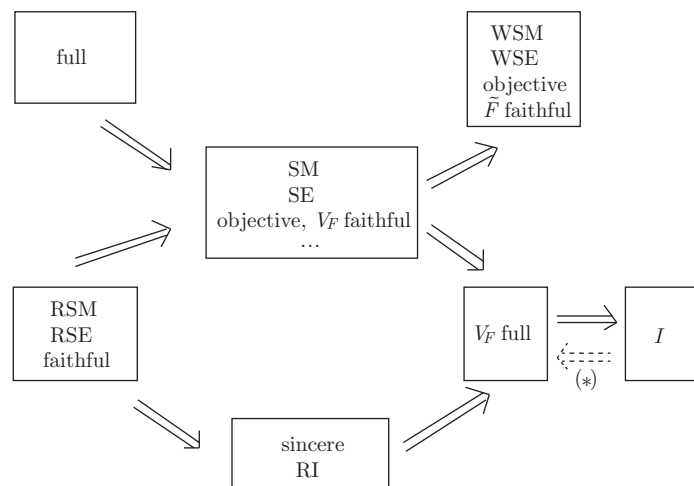 full
WSM
WSE
objective
F̃ faithful
SM
SE
objective, V_F faithful
...
RSM
RSE
faithful
V_F full
I
(*)
sincere
RI